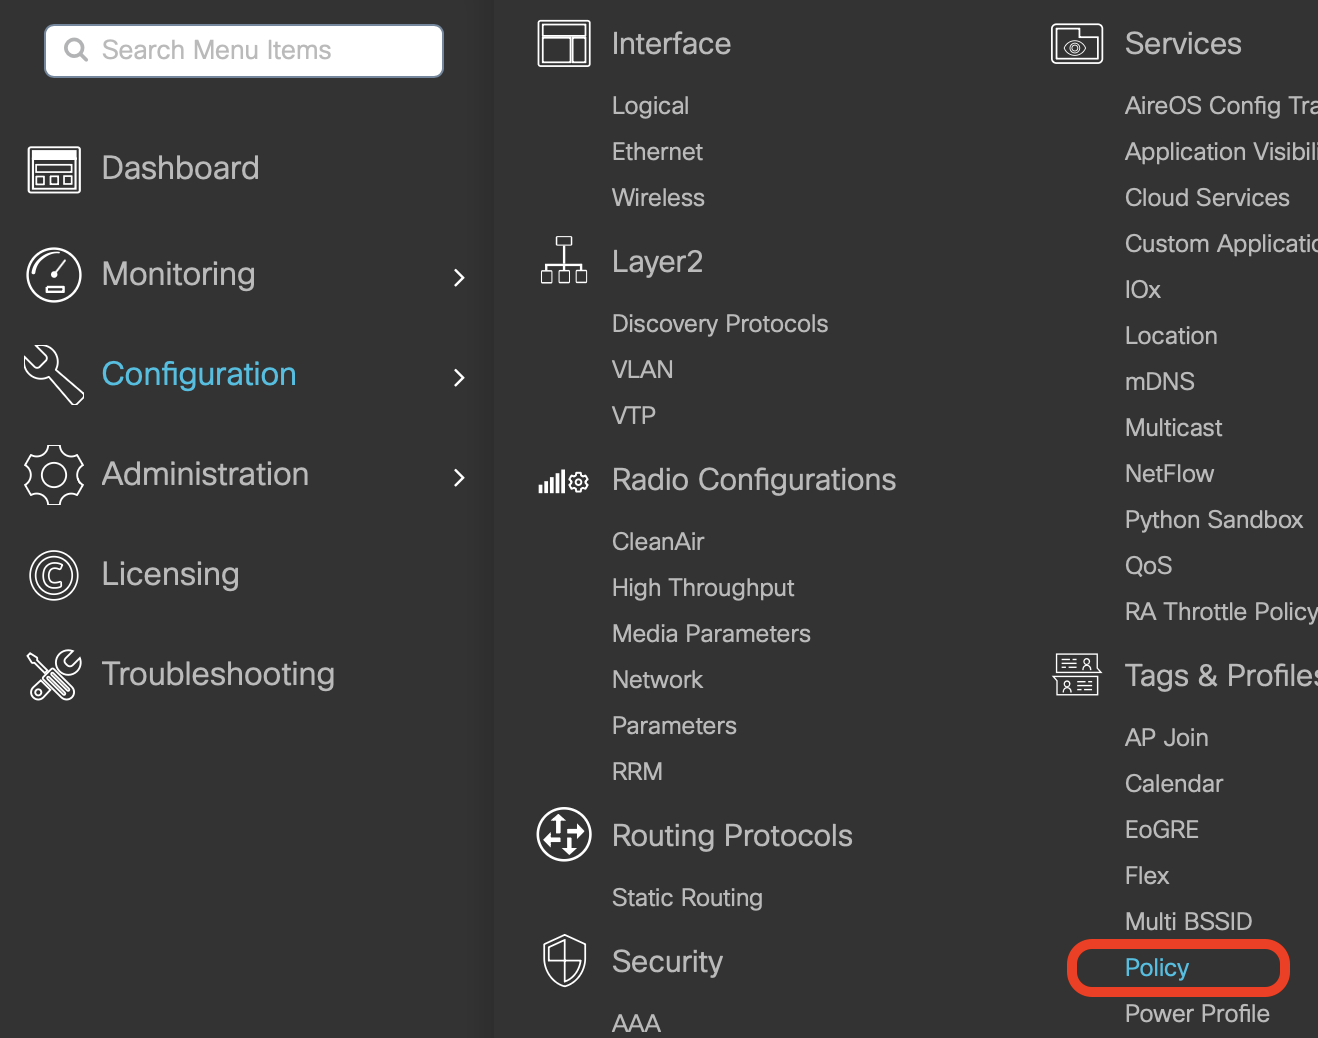 Search Menu Items
Dashboard
Monitoring
Configuration
Administration
Licensing
Troubleshooting
Interface
Logical
Ethernet
Wireless
Layer2
Discovery Protocols
VLAN
VTP
Radio Configurations
CleanAir
High Throughput
Media Parameters
Network
Parameters
RRM
Routing Protocols
Static Routing
Security
AAA
Services
AireOS Config Tra
Application Visibili
Cloud Services
Custom Applicatio
IOx
Location
mDNS
Multicast
NetFlow
Python Sandbox
QoS
RA Throttle Policy
Tags & Profiles
AP Join
Calendar
EoGRE
Flex
Multi BSSID
Policy
Power Profile